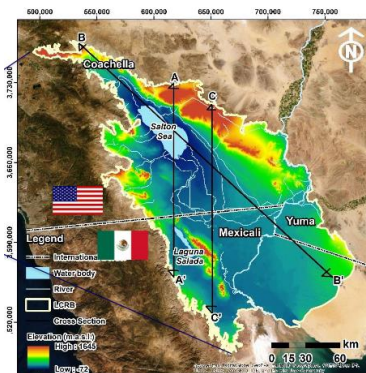 500,000 550,000 600,000 650,000 700,000 750,000
3,730,000
3,660,000
3,590,000
3,520,000
B
Coachella
A
C
Salton
Sea
Yuma
Mexicali
Laguna
Salada
A'
B'
C'
N
Legend
International
Water body
River
LCRB
Cross Section
Elevation (m.a.s.l.)
High : 1645
Low : -72
km
0 15 30 60